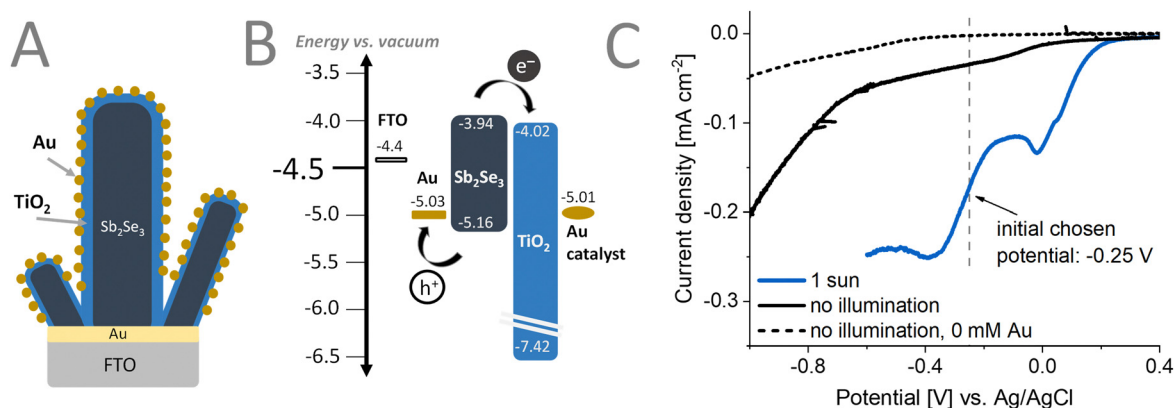 A
Au
TiO₂
Sb₂Se₃
Au
FTO
B
Energy vs. vacuum
-3.5
-4.0
-4.5
-5.0
-5.5
-6.0
-6.5
FTO
-4.4
Au
-5.03
e⁻
-3.94
Sb₂Se₃
-5.16
h⁺
-4.02
TiO₂
-7.42
-5.01
Au
catalyst
C
Current density [mA cm⁻²]
0.0
-0.1
-0.2
-0.3
initial chosen
potential: -0.25 V
1 sun
no illumination
no illumination, 0 mM Au
-0.8
-0.4
0.0
0.4
Potential [V] vs. Ag/AgCl